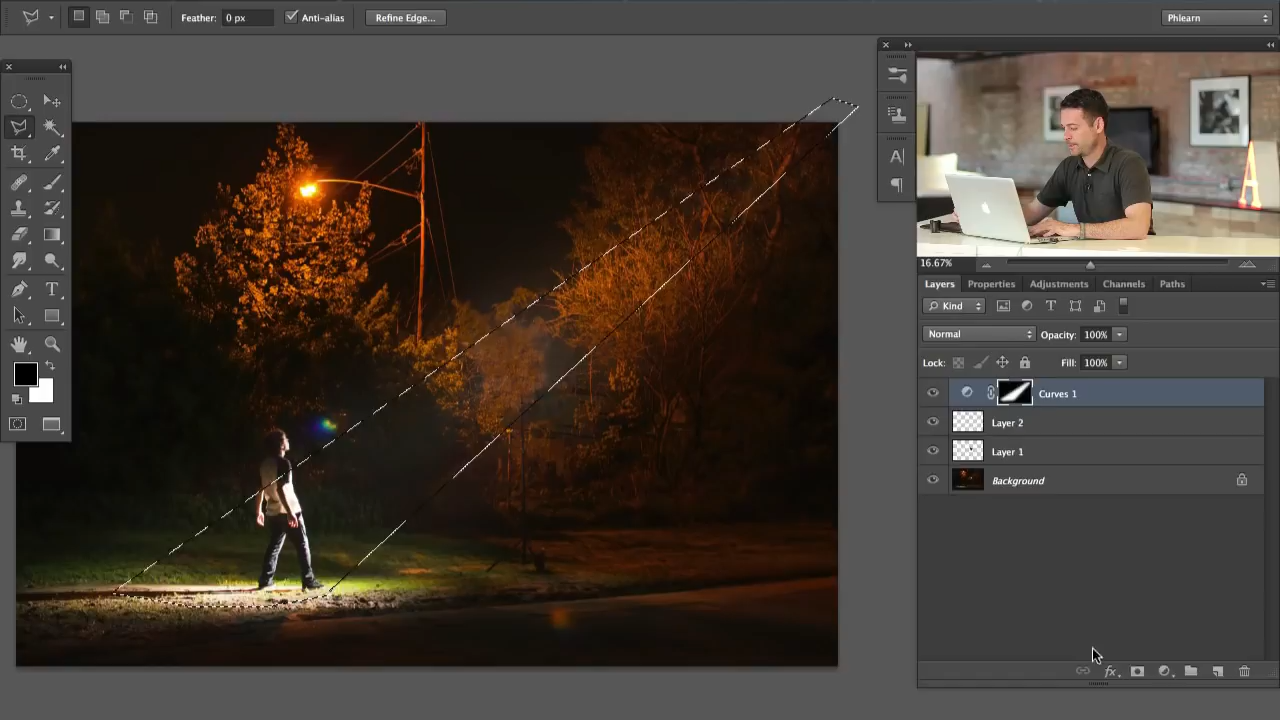 Feather: 0 px Anti-alias Refine Edge... Phlearn
16.67%
Layers Properties Adjustments Channels Paths
Kind
Normal Opacity: 100%
Lock: Fill: 100%
Curves 1
Layer 2
Layer 1
Background